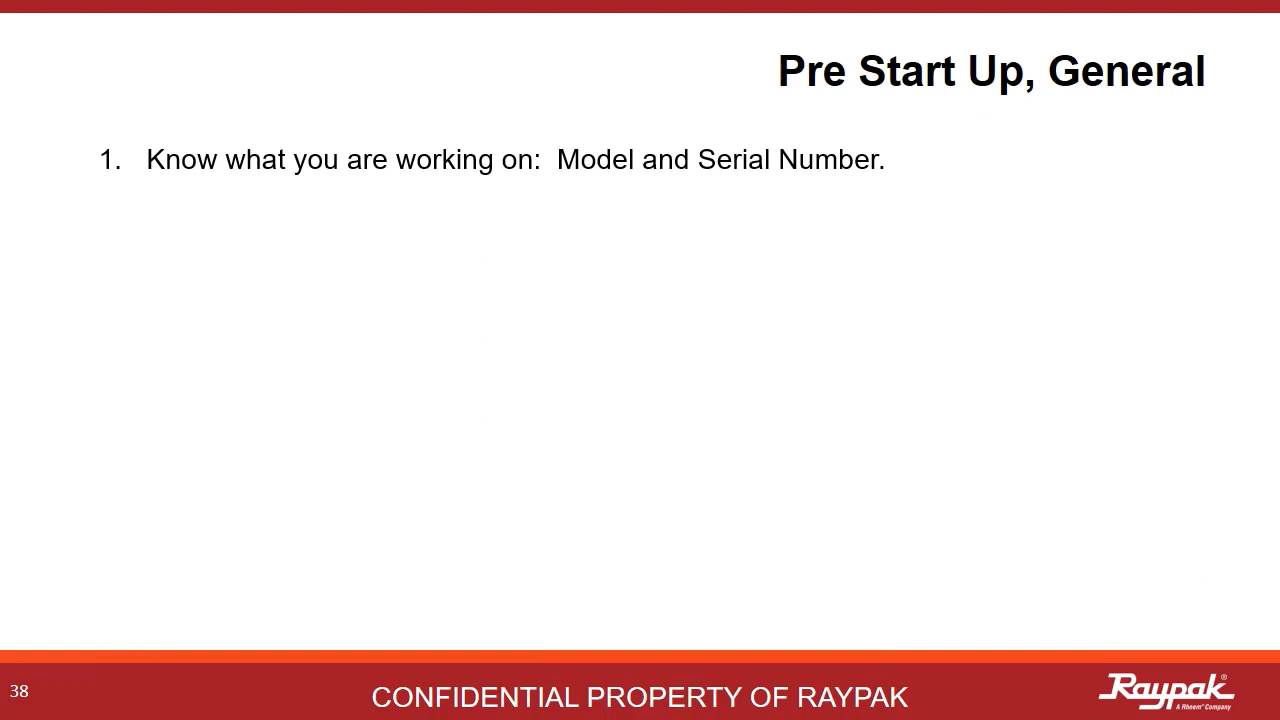 Pre Start Up, General
1. Know what you are working on:  Model and Serial Number.
38
CONFIDENTIAL PROPERTY OF RAYPAK
Raypak®
A Rheem® Company